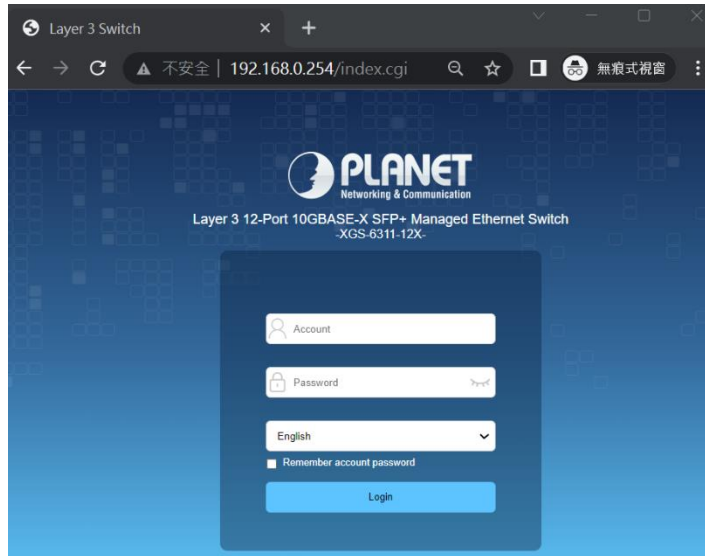 Layer 3 Switch
不安全 | 192.168.0.254/index.cgi 無痕式視窗
PLANET
Networking & Communication
Layer 3 12-Port 10GBASE-X SFP+ Managed Ethernet Switch
-XGS-6311-12X-
Account
Password
English
Remember account password
Login